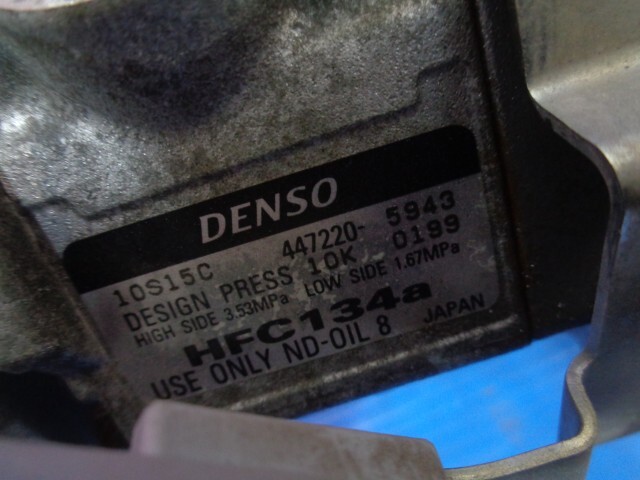 DENSO
10S15C 447220-5943
DESIGN PRESS 10K 0199
HIGH SIDE 3.53MPa LOW SIDE 1.67MPa
HFC134a
USE ONLY ND-OIL 8 JAPAN